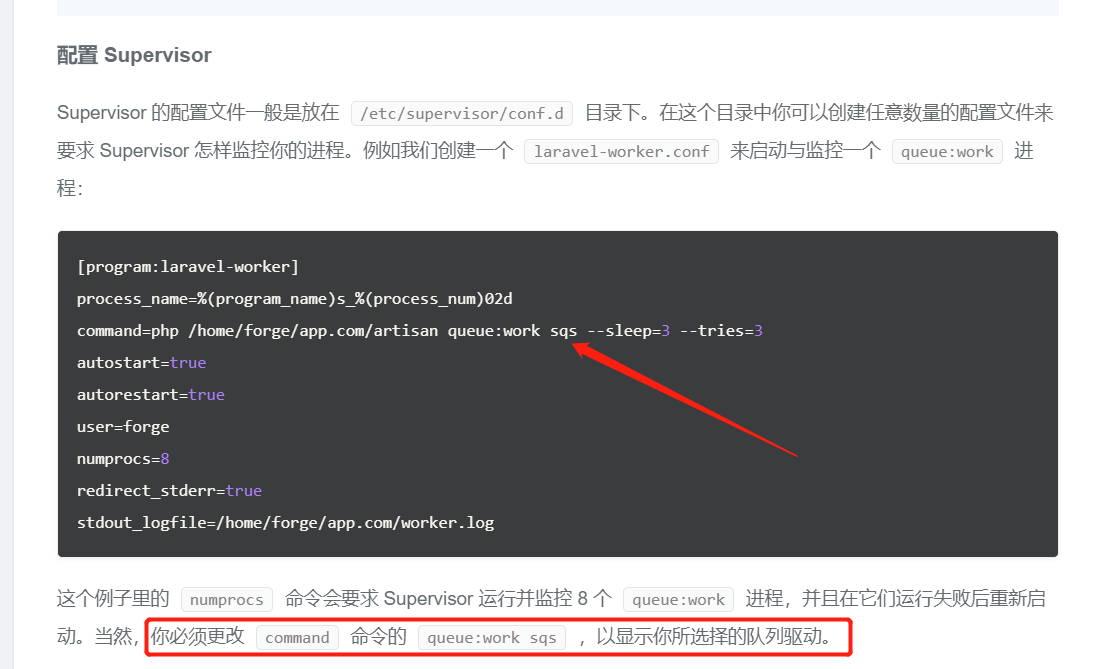 配置 Supervisor
Supervisor 的配置文件一般是放在 /etc/supervisor/conf.d 目录下。在这个目录中你可以创建任意数量的配置文件来
要求 Supervisor 怎样监控你的进程。例如我们创建一个 laravel-worker.conf 来启动与监控一个 queue:work 进
程：
[program:laravel-worker]
process_name=%(program_name)s_%(process_num)02d
command=php /home/forge/app.com/artisan queue:work sqs --sleep=3 --tries=3
autostart=true
autorestart=true
user=forge
numprocs=8
redirect_stderr=true
stdout_logfile=/home/forge/app.com/worker.log
这个例子里的 numprocs 命令会要求 Supervisor 运行并监控 8 个 queue:work 进程，并且在它们运行失败后重新启
动。当然，你必须更改 command 命令的 queue:work sqs ，以显示你所选择的队列驱动。